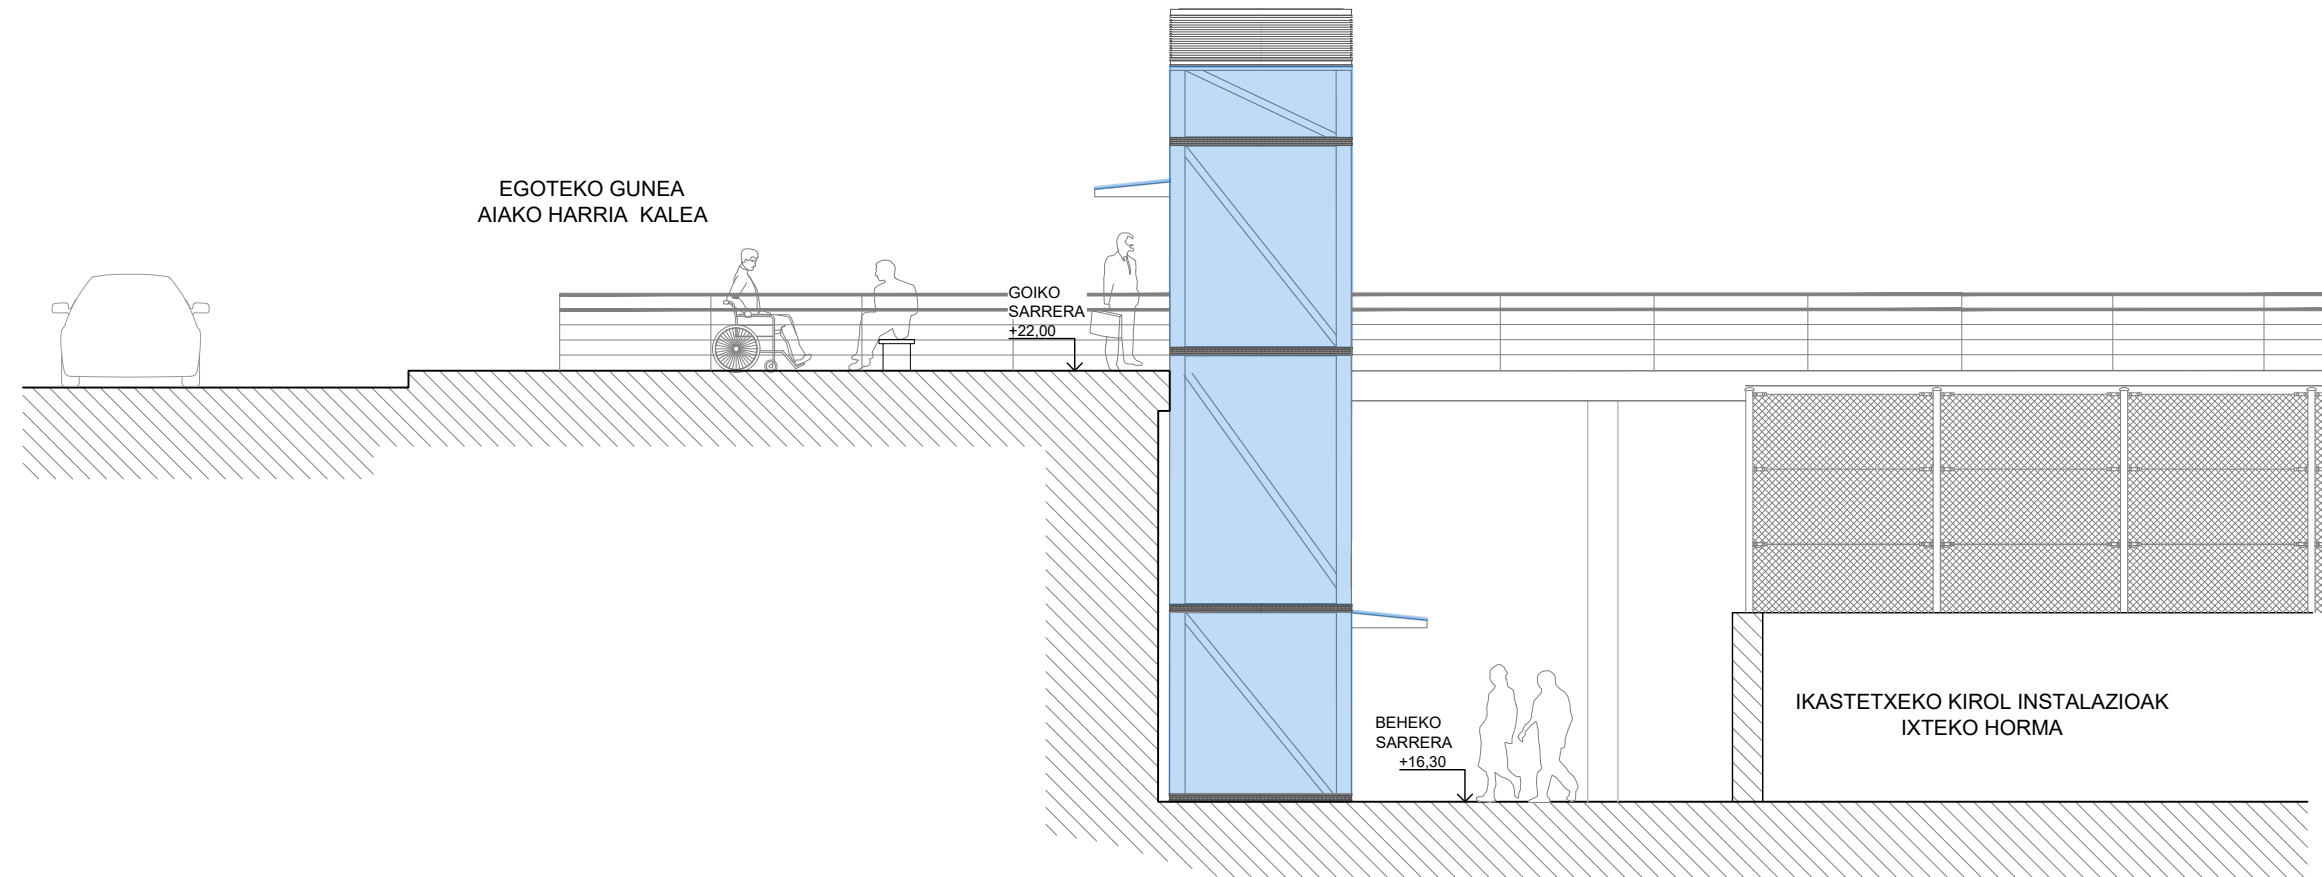 EGOTEKO GUNEA
AIAKO HARRIA KALEA
GOIKO
SARRERA
+22,00
BEHEKO
SARRERA
+16,30
IKASTETXEKO KIROL INSTALAZIOAK
IXTEKO HORMA